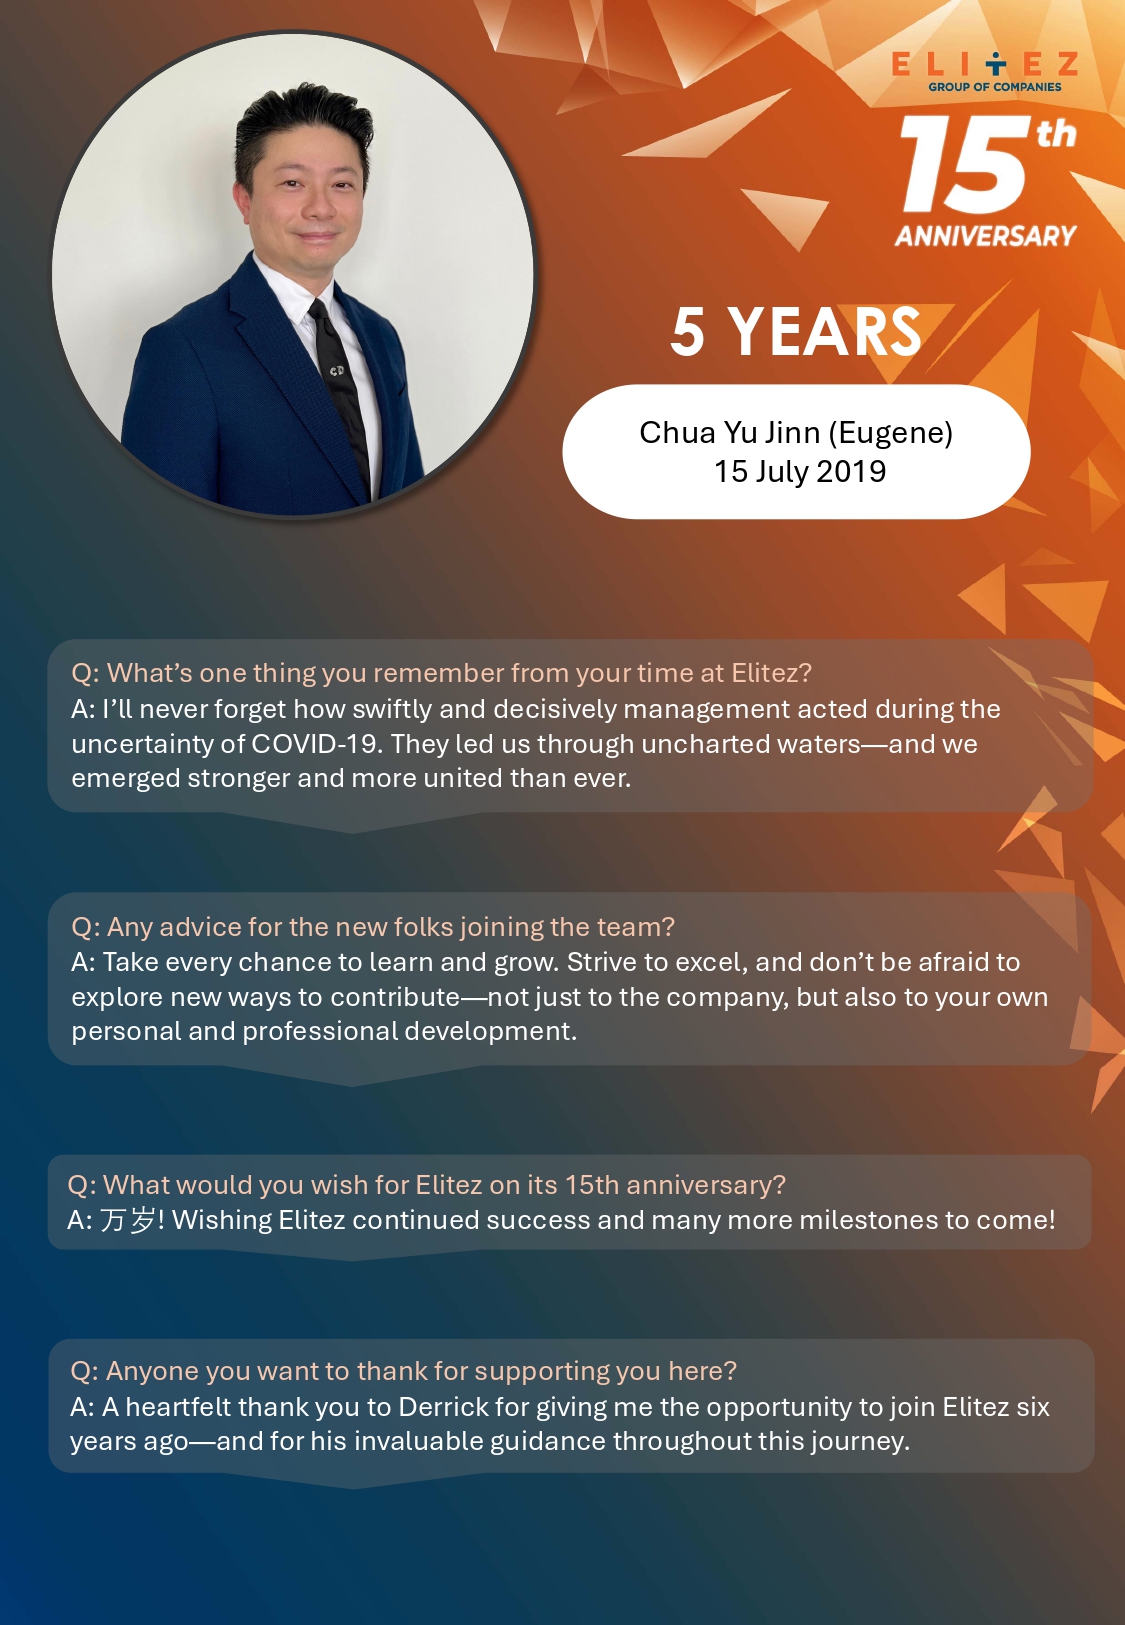 ELITEZ
GROUP OF COMPANIES
15th
ANNIVERSARY
5 YEARS
Chua Yu Jinn (Eugene)
15 July 2019
CD
Q: What’s one thing you remember from your time at Elitez?
A: I’ll never forget how swiftly and decisively management acted during the
uncertainty of COVID-19. They led us through uncharted waters—and we
emerged stronger and more united than ever.
Q: Any advice for the new folks joining the team?
A: Take every chance to learn and grow. Strive to excel, and don’t be afraid to
explore new ways to contribute—not just to the company, but also to your own
personal and professional development.
Q: What would you wish for Elitez on its 15th anniversary?
A: 万岁! Wishing Elitez continued success and many more milestones to come!
Q: Anyone you want to thank for supporting you here?
A: A heartfelt thank you to Derrick for giving me the opportunity to join Elitez six
years ago—and for his invaluable guidance throughout this journey.